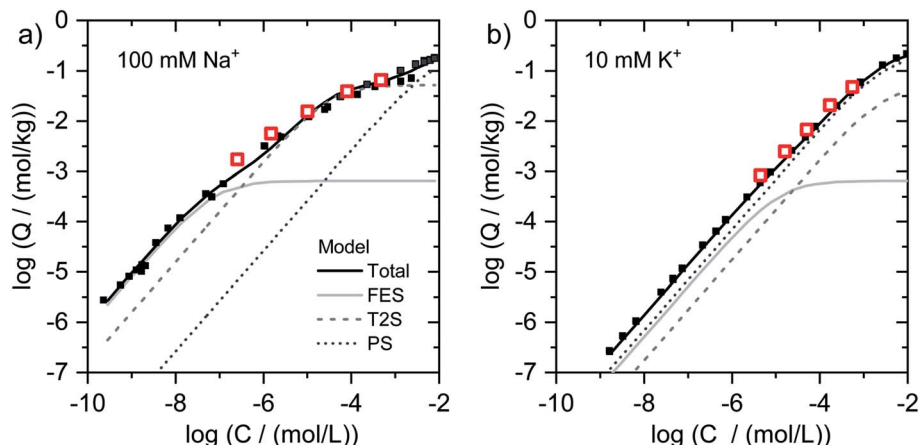 a)
100 mM Na⁺
log (Q / (mol/kg)
0
-1
-2
-3
-4
-5
-6
-7
Model
Total
FES
T2S
PS
-10 -8 -6 -4 -2
log (C / (mol/L))
b)
10 mM K⁺
log (Q / (mol/kg)
0
-1
-2
-3
-4
-5
-6
-7
-10 -8 -6 -4 -2
log (C / (mol/L))